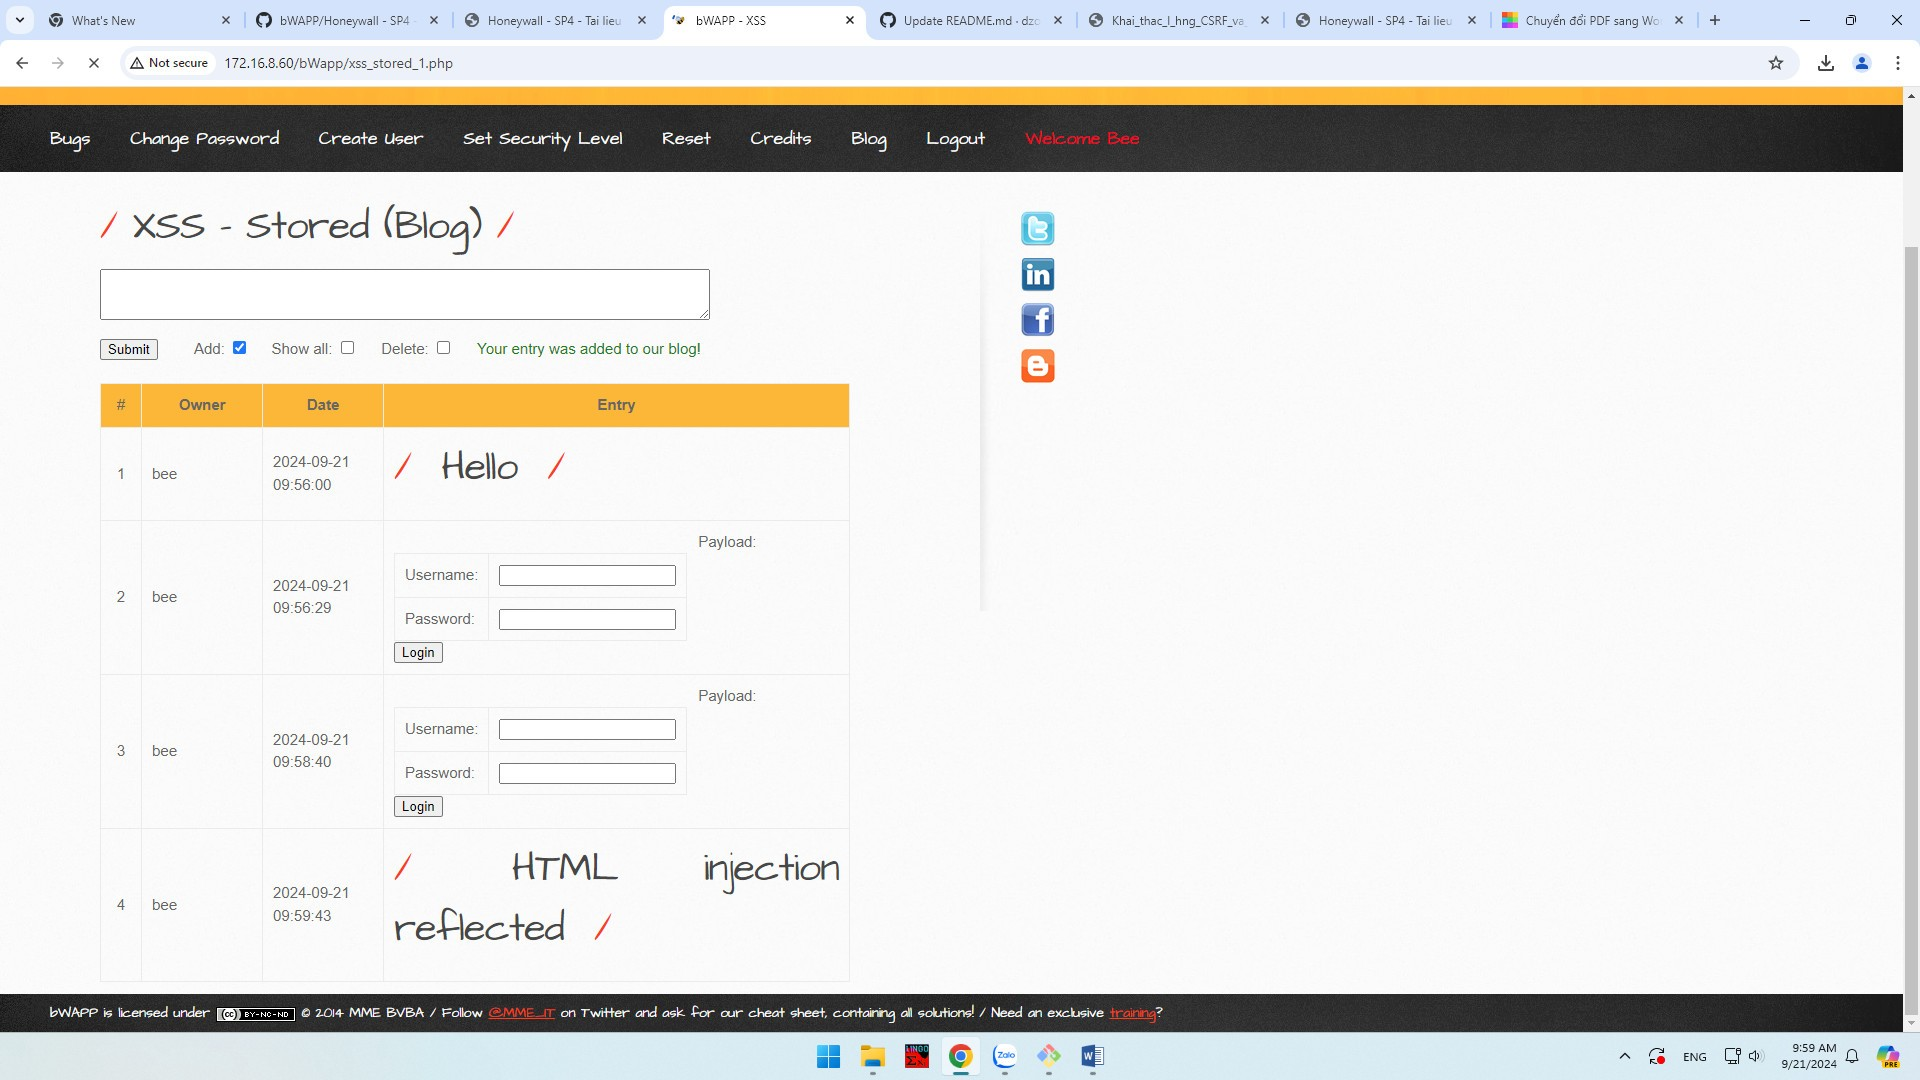 What's New
bWAPP/Honeywall - SP4
Honeywall - SP4 - Tai lieu
bWAPP - XSS
Update README.md · dzo
Khai_thac_l_hng_CSRF_va_
Honeywall - SP4 - Tai lieu
Chuyển đổi PDF sang Wo
Not secure
172.16.8.60/bWapp/xss_stored_1.php
Bugs Change Password Create User Set Security Level Reset Credits Blog Logout Welcome Bee
/ XSS - Stored (Blog) /
Submit Add: Show all: Delete: Your entry was added to our blog!
# Owner Date Entry
1 bee 2024-09-21 09:56:00 / Hello /
2 bee 2024-09-21 09:56:29
Payload:
Username:
Password:
Login
3 bee 2024-09-21 09:58:40
Payload:
Username:
Password:
Login
4 bee 2024-09-21 09:59:43
/ HTML injection
reflected /
bWAPP is licensed under (cc) BY-NC-ND © 2014 MME BVBA / Follow @MME_IT on Twitter and ask for our cheat sheet, containing all solutions! / Need an exclusive training?
LINGO
Zalo
ENG
9:59 AM
9/21/2024
PRE